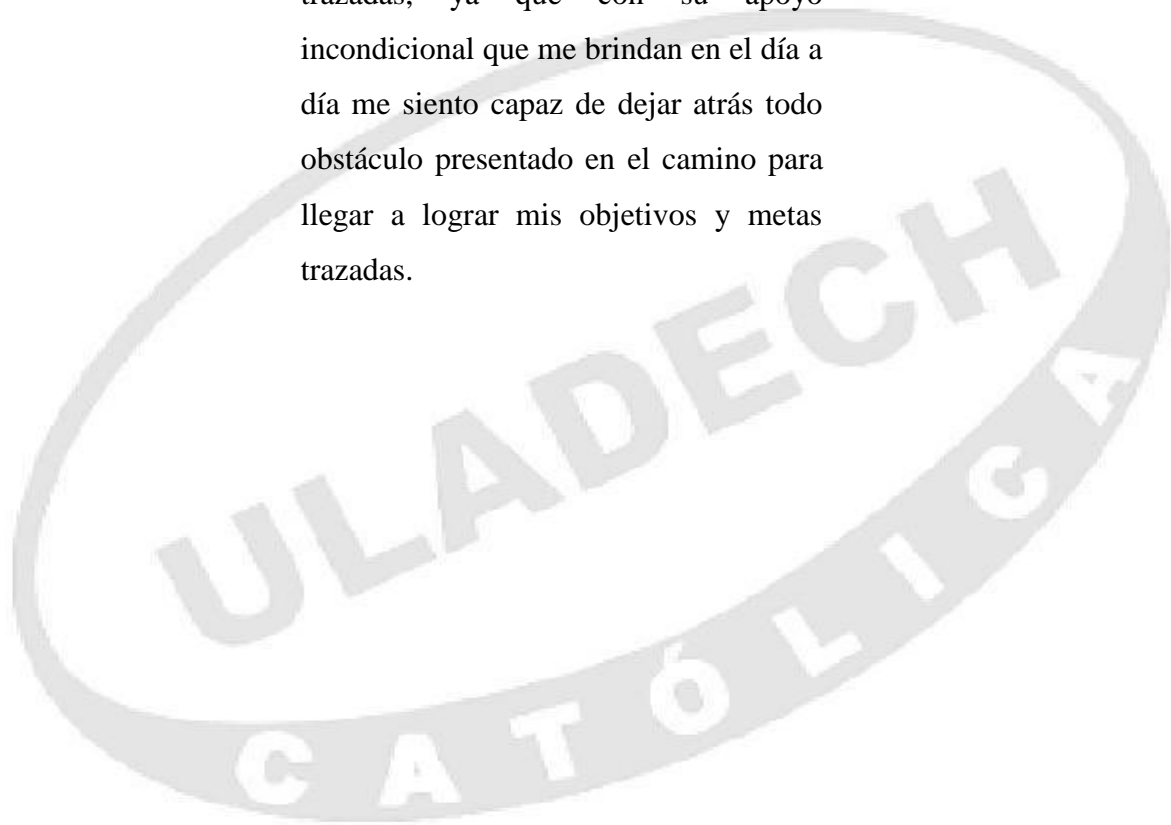 trazadas, ya que con su apoyo
incondicional que me brindan en el día a
día me siento capaz de dejar atrás todo
obstáculo presentado en el camino para
llegar a lograr mis objetivos y metas
trazadas.
ULADECH
CATÓLICA